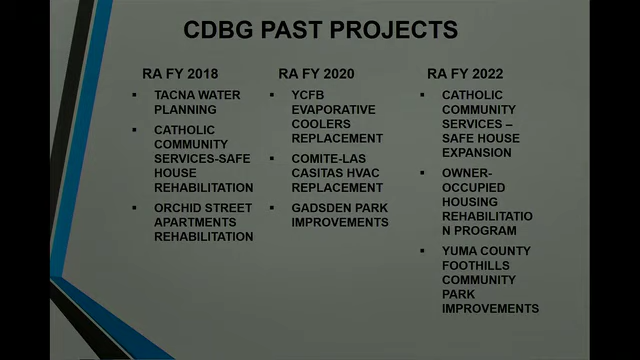 CDBG PAST PROJECTS
RA FY 2018
▪ TACNA WATER
PLANNING
▪ CATHOLIC
COMMUNITY
SERVICES-SAFE
HOUSE
REHABILITATION
▪ ORCHID STREET
APARTMENTS
REHABILITATION
RA FY 2020
▪ YCFB
EVAPORATIVE
COOLERS
REPLACEMENT
▪ COMITE-LAS
CASITAS HVAC
REPLACEMENT
▪ GADSDEN PARK
IMPROVEMENTS
RA FY 2022
▪ CATHOLIC
COMMUNITY
SERVICES –
SAFE HOUSE
EXPANSION
▪ OWNER-
OCCUPIED
HOUSING
REHABILITATIO
N PROGRAM
▪ YUMA COUNTY
FOOTHILLS
COMMUNITY
PARK
IMPROVEMENTS